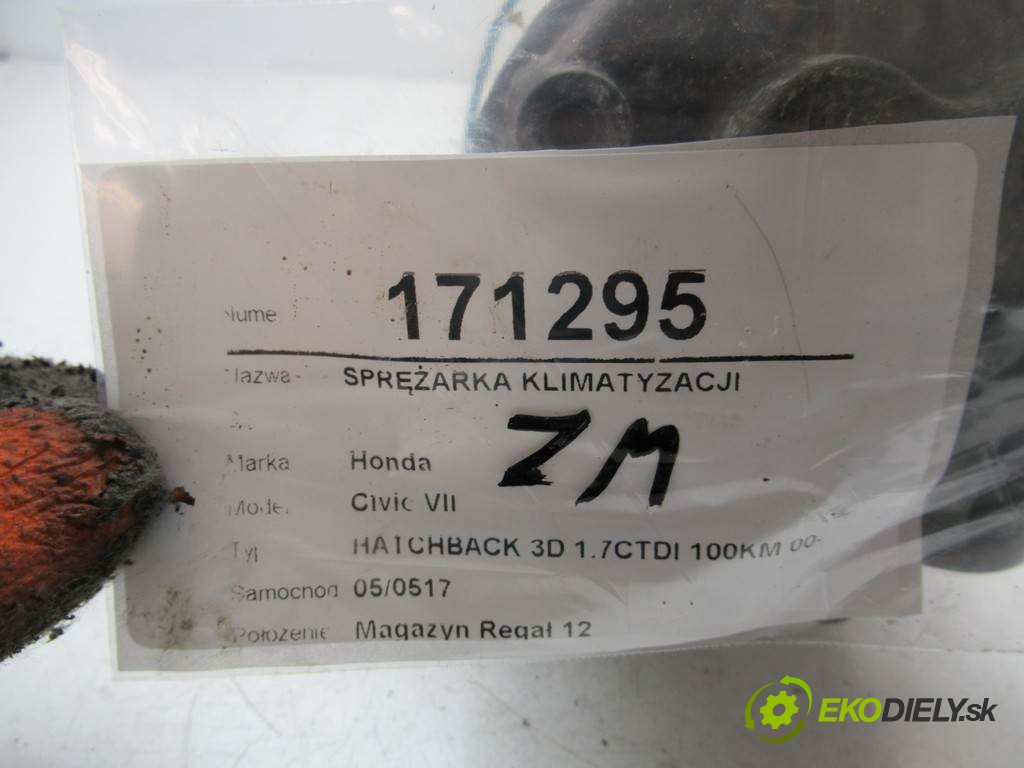 Nume 171295
Nazwa SPRĘŻARKA KLIMATYZACJI
ZM
Marka Honda
Model Civic VII
Typ HATCHBACK 3D 1.7CTDI 100KM 00-
Samochod 05/0517
Położenie Magazyn Regał 12
EKODIELY.sk